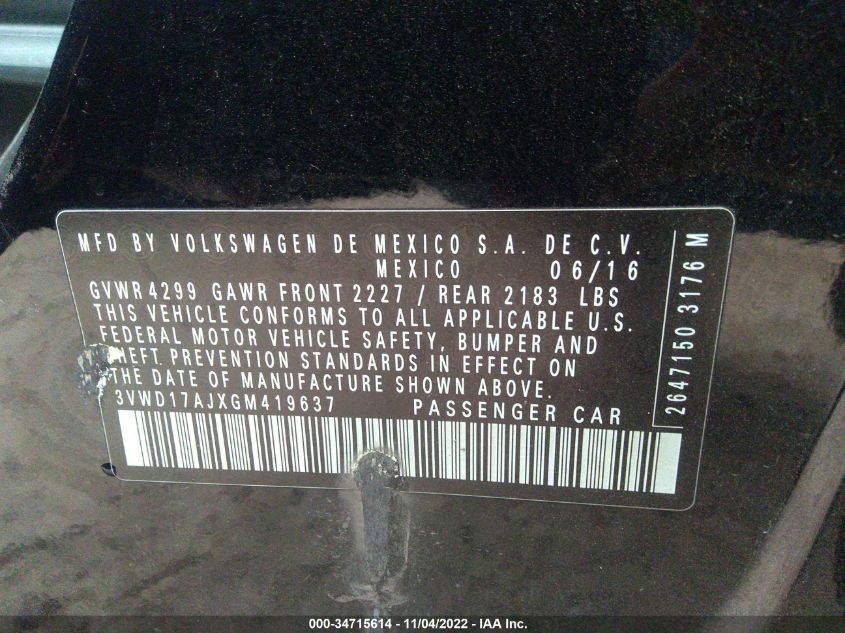 MFD BY VOLKSWAGEN DE MEXICO S.A. DE C.V.
MEXICO 06/16
GVWR 4299 GAWR FRONT 2227 / REAR 2183 LBS
THIS VEHICLE CONFORMS TO ALL APPLICABLE U.S.
FEDERAL MOTOR VEHICLE SAFETY, BUMPER AND
THEFT PREVENTION STANDARDS IN EFFECT ON
THE DATE OF MANUFACTURE SHOWN ABOVE.
3VWD17AJXGM419637 PASSENGER CAR
2647150 3176 M
000-34715614 - 11/04/2022 - IAA Inc.